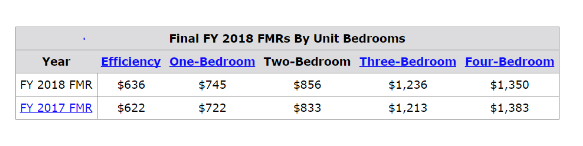 Final FY 2018 FMRs By Unit Bedrooms
Year Efficiency One-Bedroom Two-Bedroom Three-Bedroom Four-Bedroom
FY 2018 FMR $636 $745 $856 $1,236 $1,350
FY 2017 FMR $622 $722 $833 $1,213 $1,383